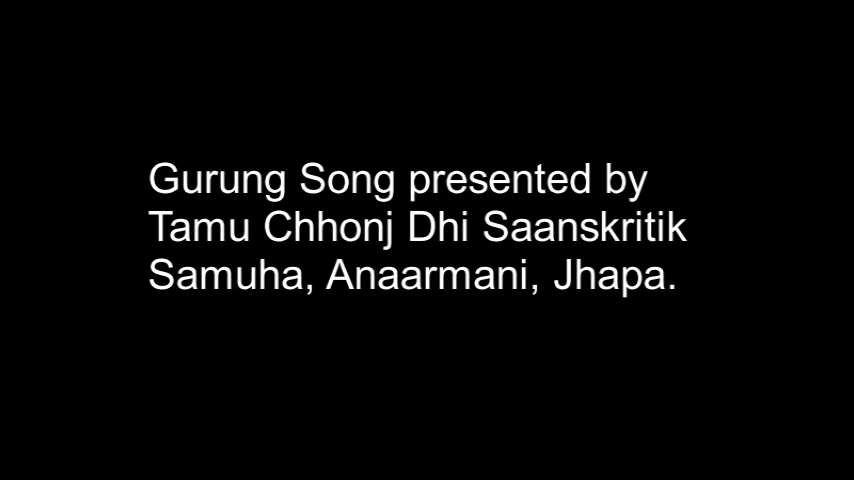 Gurung Song presented by
Tamu Chhonj Dhi Saanskritik
Samuha, Anaarmani, Jhapa.